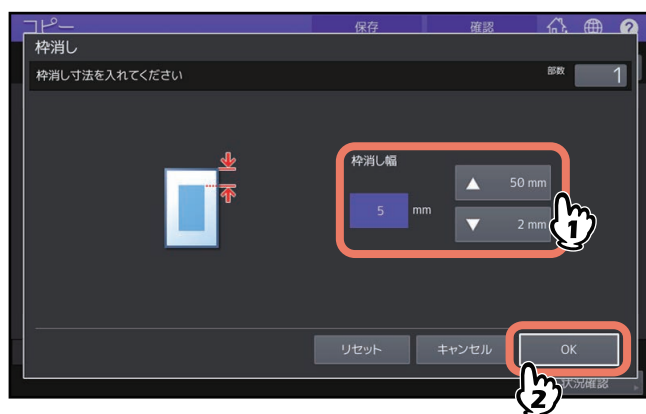 コピー 保存 確認 ?
枠消し
枠消し寸法を入れてください 部数 1
枠消し幅
▲ 50 mm
5 mm
▼ 2 mm
1
リセット キャンセル OK
2
状況確認